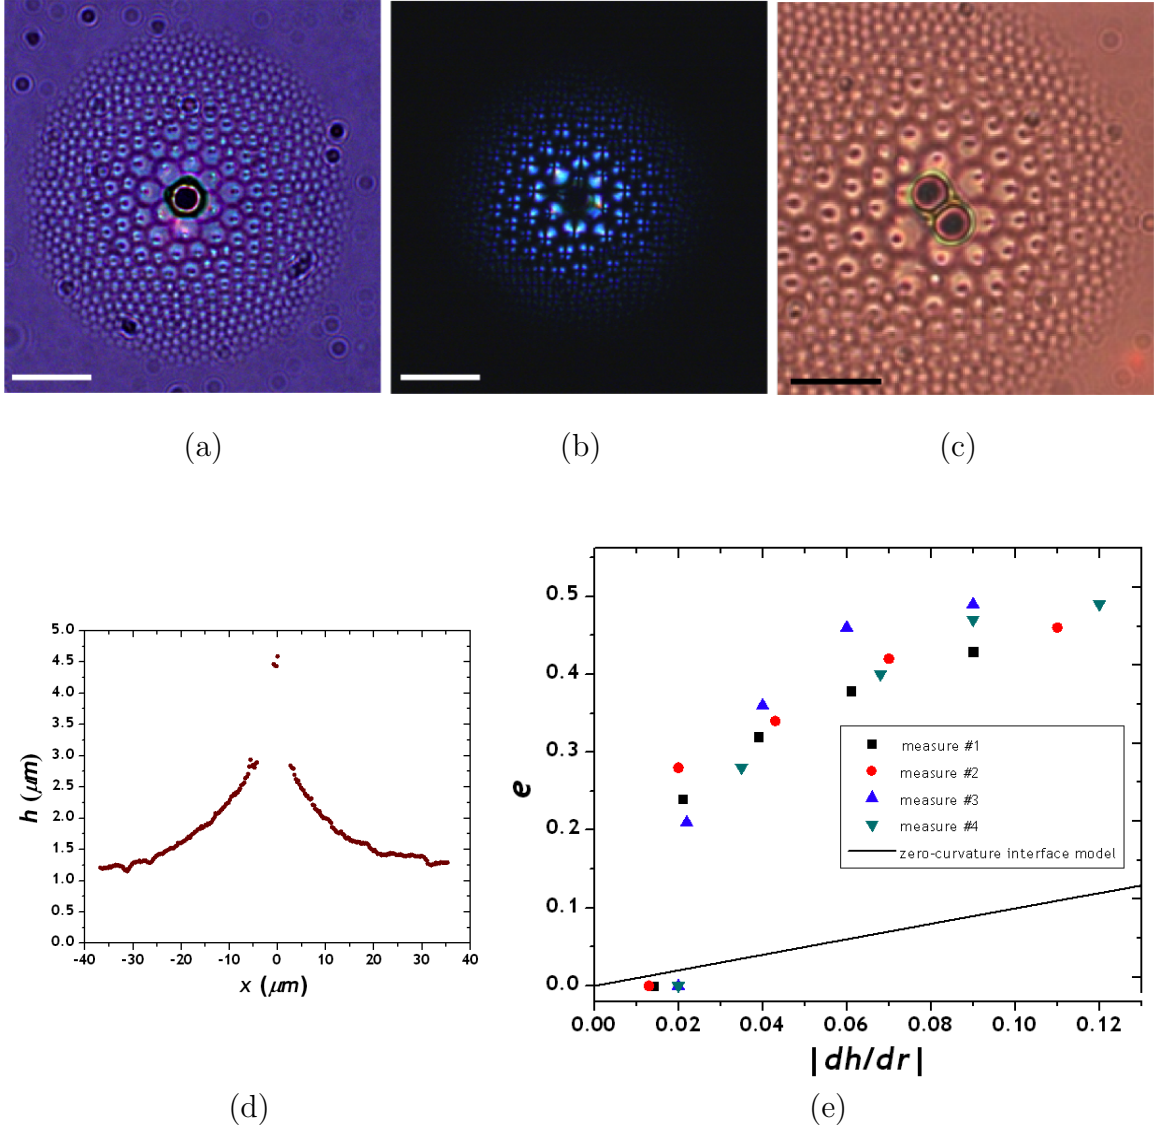 (a)
(b)
(c)
5.0
4.5
4.0
3.5
3.0
2.5
2.0
1.5
1.0
0.5
0.0
h (μm)
-40
-30
-20
-10
0
10
20
30
40
x (μm)
(d)
0.5
0.4
0.3
0.2
0.1
0.0
e
measure #1
measure #2
measure #3
measure #4
zero-curvature interface model
0.00
0.02
0.04
0.06
0.08
0.10
0.12
|dh/dr|
(e)